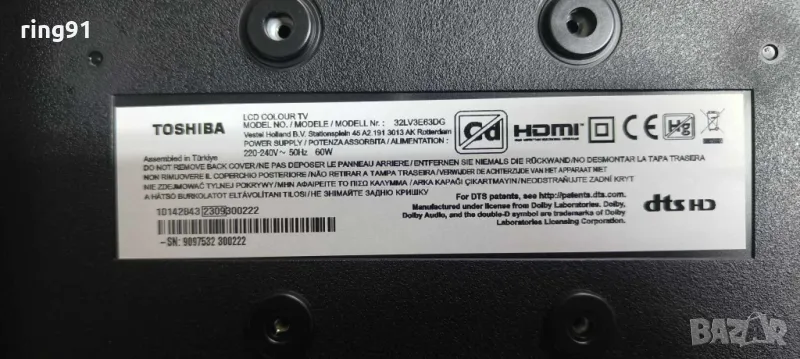 ring91
TOSHIBA
LCD COLOUR TV
MODEL NO. / MODELE / MODELL Nr. : 32LV3E63DG
Vestel Holland B.V. Stationsplein 45 A2.191 3013 AK Rotterdam
POWER SUPPLY / POTENZA ASSORBITA / ALIMENTATION :
220-240V~ 50Hz 60W
Cd
HDMI
CE
Hg
Assembled in Türkiye
DO NOT REMOVE BACK COVER/NE PAS DEPOSER LE PANNEAU ARRIERE/ENTFERNEN SIE NIEMALS DIE RÜCKWAND/NO DESMONTAR LA TAPA TRASERA
NON RIMUOVERE IL COPERCHIO POSTERIORE/NÃO RETIRAR A TAMPA TRASEIRA/VERWIJDER DE ACHTERZIJDE VAN HET APPARAAT NIET
NIE ZDEJMOWAĆ TYLNEJ POKRYWY/ΜΗΝ ΑΦΑΙΡΕΙΤΕ ΤΟ ΠΙΣΩ ΚΑΛΥΜΜΑ/ARKA KAPAĞI ÇIKARTMAYIN/NEODSTRAŇUJTE ZADNÍ KRYT
A HÁTSÓ BURKOLATOT ELTÁVOLÍTANI TILOS!/НЕ ЗНІМАЙТЕ ЗАДНЮ КРИШКУ
10142843 2309 300222
-SN: 9097532 300222
For DTS patents, see http://patents.dts.com.
Manufactured under license from Dolby Laboratories. Dolby,
Dolby Audio, and the double-D symbol are trademarks of Dolby
Laboratories Licensing Corporation.
dts HD
BAZAR